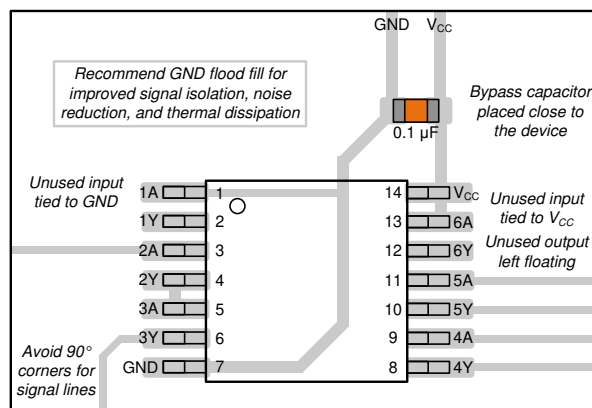 GND V_CC
Recommend GND flood fill for
improved signal isolation, noise
reduction, and thermal dissipation
Bypass capacitor
placed close to
the device
0.1 µF
Unused input
tied to GND
1A 1 14 V_CC
1Y 2 13 6A
2A 3 12 6Y
2Y 4 11 5A
3A 5 10 5Y
3Y 6 9 4A
GND 7 8 4Y
Unused input
tied to V_CC
Unused output
left floating
Avoid 90°
corners for
signal lines